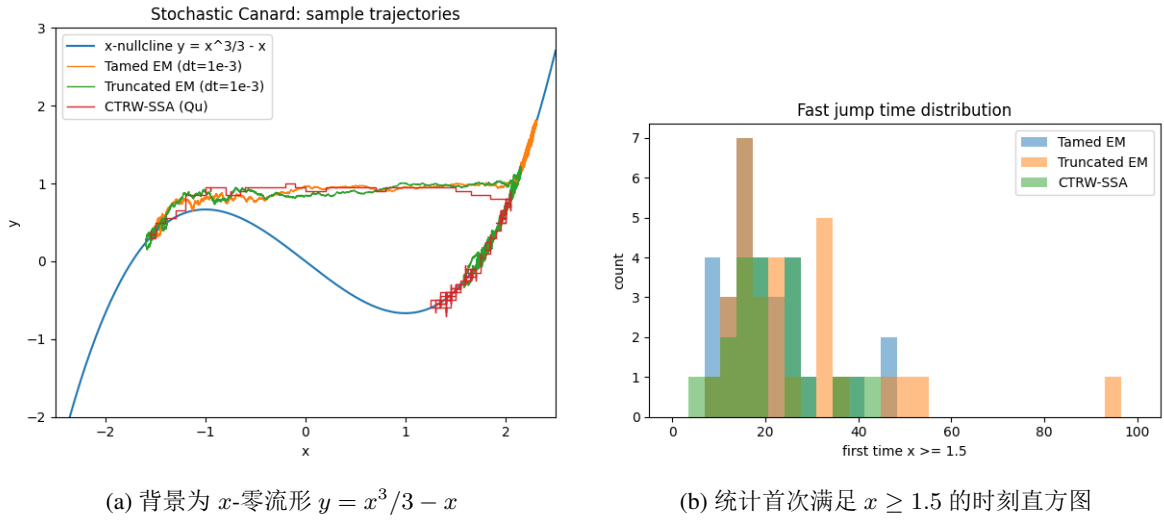 Stochastic Canard: sample trajectories
3
2
1
0
−1
−2
y
x-nullcline y = x^3/3 - x
Tamed EM (dt=1e-3)
Truncated EM (dt=1e-3)
CTRW-SSA (Qu)
−2 −1 0 1 2
x
(a) 背景为 x-零流形 y = x³/3 − x
Fast jump time distribution
7
6
5
4
3
2
1
0
count
Tamed EM
Truncated EM
CTRW-SSA
0 20 40 60 80 100
first time x >= 1.5
(b) 统计首次满足 x ≥ 1.5 的时刻直方图